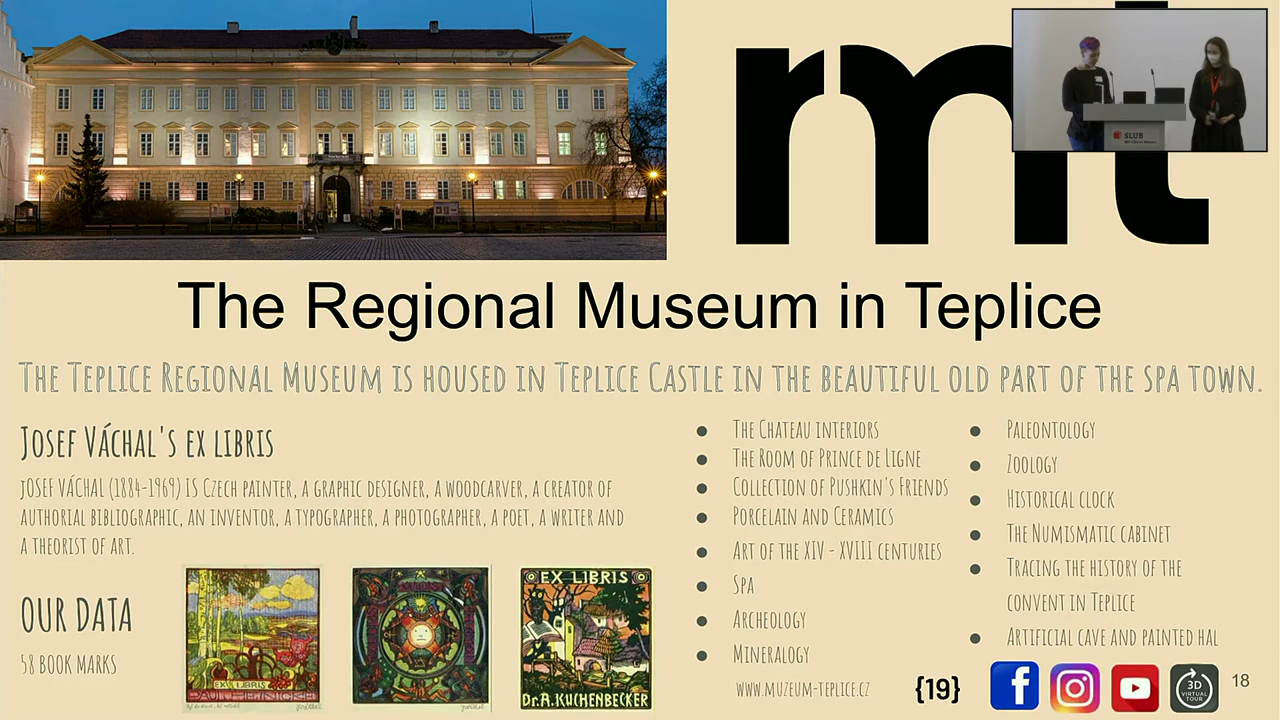 rmt
SLUB
The Regional Museum in Teplice
The Teplice Regional Museum is housed in Teplice Castle in the beautiful old part of the spa town.
Josef Váchal's ex libris
josef Váchal (1884-1969) is Czech painter, a graphic designer, a woodcarver, a creator of
authorial bibliographic, an inventor, a typographer, a photographer, a poet, a writer and
a theorist of art.
OUR DATA
58 book marks
EX LIBRIS
EX LIBRIS
Dr. A. KUCHENBECKER
● The Chateau interiors
● The Room of Prince de Ligne
● Collection of Pushkin's Friends
● Porcelain and Ceramics
● Art of the XIV - XVIII centuries
● Spa
● Archeology
● Mineralogy
● Paleontology
● Zoology
● Historical clock
● The Numismatic cabinet
● Tracing the history of the
convent in Teplice
● Artificial cave and painted hal
www.muzeum-teplice.cz
{19}
f
3D
VIRTUAL
TOUR
18